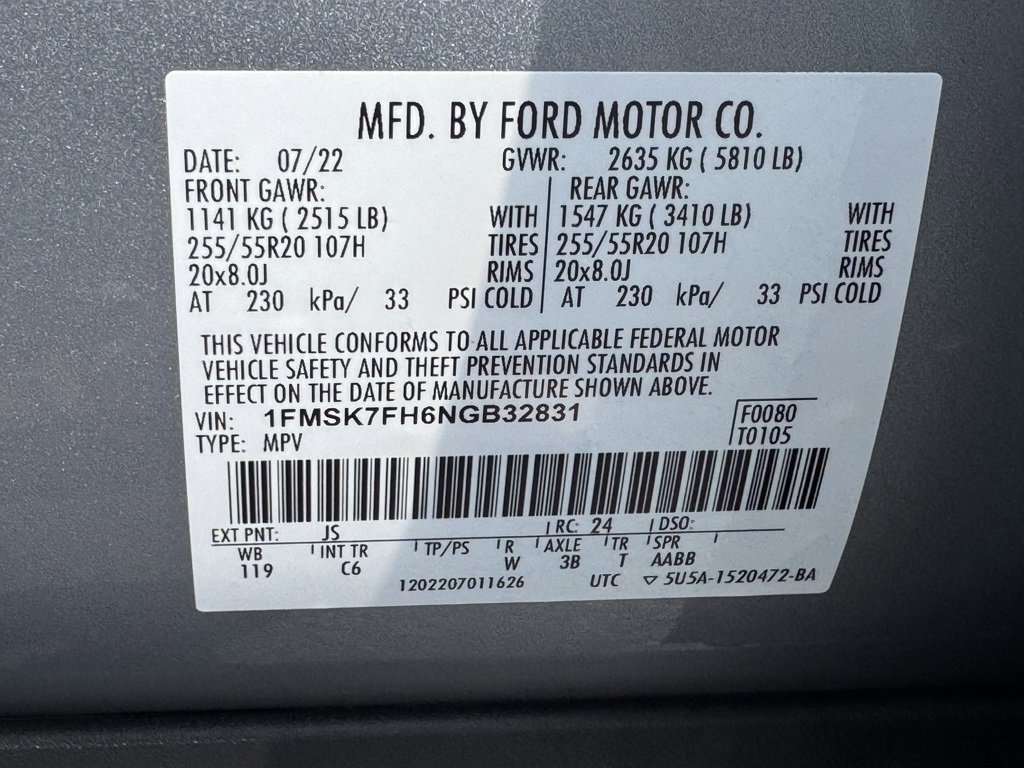 MFD. BY FORD MOTOR CO.
DATE: 07/22 GVWR: 2635 KG ( 5810 LB)
FRONT GAWR: REAR GAWR:
1141 KG ( 2515 LB) WITH 1547 KG ( 3410 LB) WITH
255/55R20 107H TIRES 255/55R20 107H TIRES
20x8.0J RIMS 20x8.0J RIMS
AT 230 kPa/ 33 PSI COLD AT 230 kPa/ 33 PSI COLD
THIS VEHICLE CONFORMS TO ALL APPLICABLE FEDERAL MOTOR
VEHICLE SAFETY AND THEFT PREVENTION STANDARDS IN
EFFECT ON THE DATE OF MANUFACTURE SHOWN ABOVE.
VIN: 1FMSK7FH6NGB32831 F0080
TYPE: MPV T0105
EXT PNT: JS RC: 24 DSO:
WB INT TR TP/PS R AXLE TR SPR
119 C6 W 3B T AABB
1202207011626 UTC ▽ 5U5A-1520472-BA